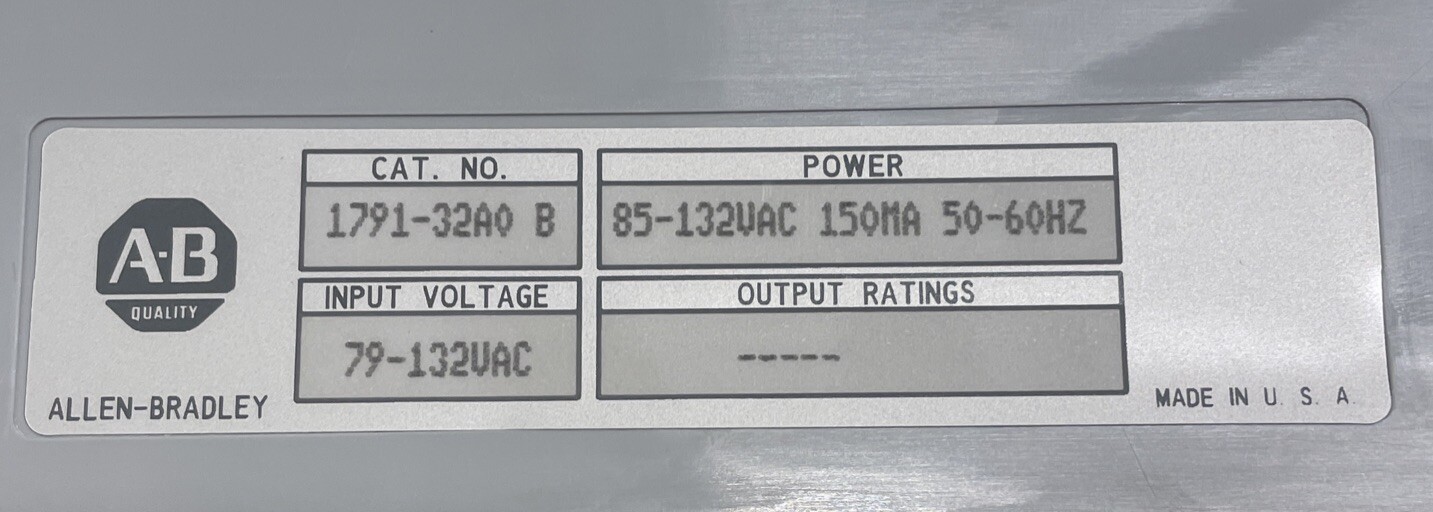 CAT. NO.
1791-32A0 B
POWER
85-132VAC 150MA 50-60HZ
A-B
QUALITY
ALLEN-BRADLEY
INPUT VOLTAGE
79-132VAC
OUTPUT RATINGS
-----
MADE IN U. S. A.